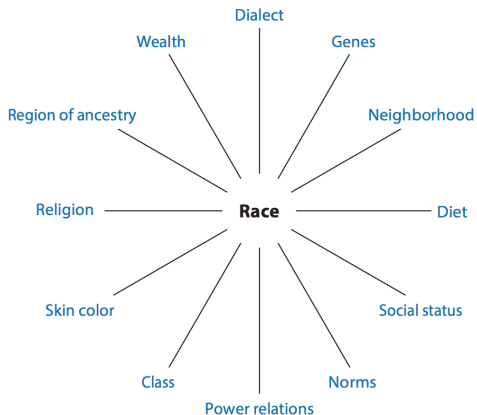 Dialect
Wealth
Genes
Region of ancestry
Neighborhood
Religion
Race
Diet
Skin color
Social status
Class
Norms
Power relations